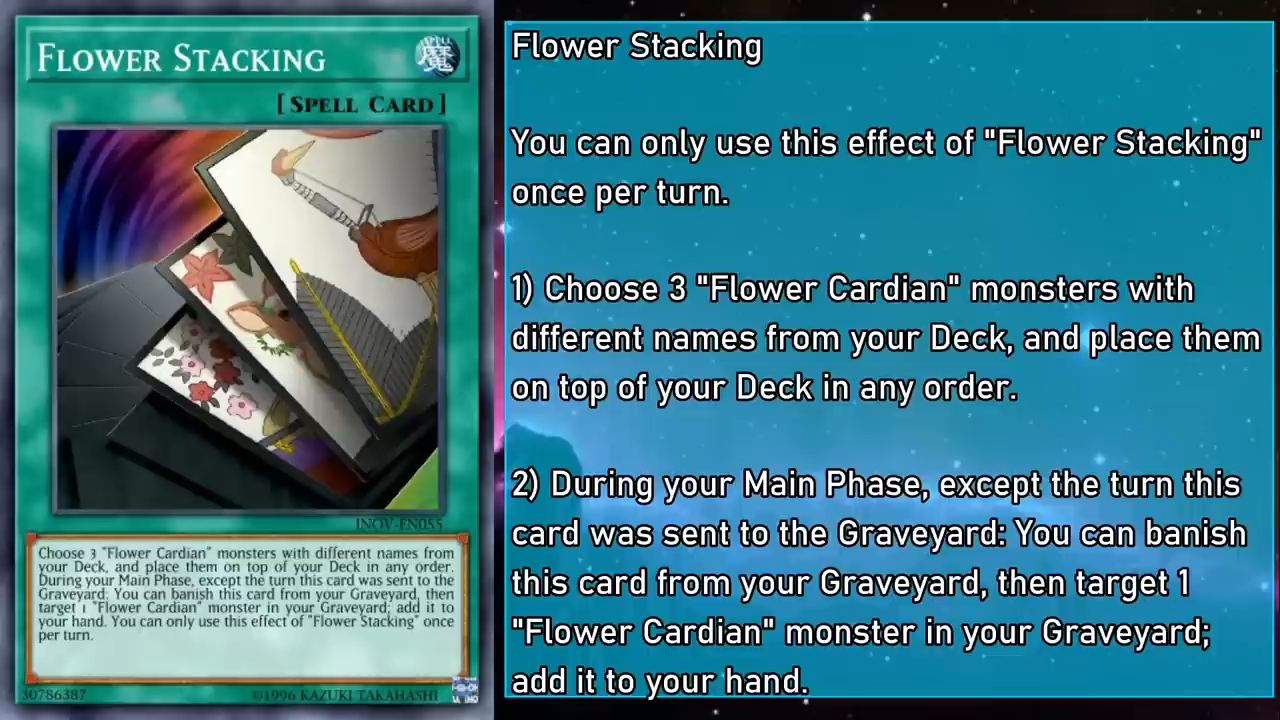 FLOWER STACKING
魔
[SPELL CARD]
INOV-EN055
Choose 3 "Flower Cardian" monsters with different names from
your Deck, and place them on top of your Deck in any order.
During your Main Phase, except the turn this card was sent to the
Graveyard: You can banish this card from your Graveyard, then
target 1 "Flower Cardian" monster in your Graveyard; add it to
your hand. You can only use this effect of "Flower Stacking" once
per turn.
30786387
©1996 KAZUKI TAKAHASHI
Flower Stacking
You can only use this effect of "Flower Stacking"
once per turn.
1) Choose 3 "Flower Cardian" monsters with
different names from your Deck, and place them
on top of your Deck in any order.
2) During your Main Phase, except the turn this
card was sent to the Graveyard: You can banish
this card from your Graveyard, then target 1
"Flower Cardian" monster in your Graveyard;
add it to your hand.